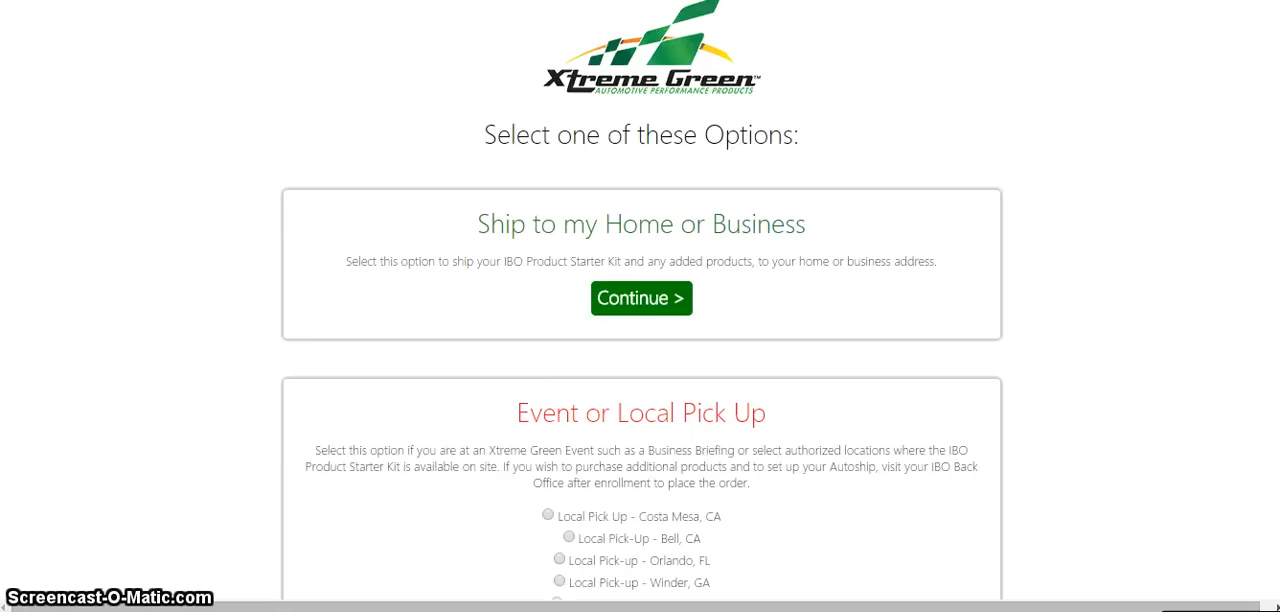 Xtreme Green™
AUTOMOTIVE PERFORMANCE PRODUCTS
Select one of these Options:
Ship to my Home or Business
Select this option to ship your IBO Product Starter Kit and any added products, to your home or business address.
Continue >
Event or Local Pick Up
Select this option if you are at an Xtreme Green Event such as a Business Briefing or select authorized locations where the IBO
Product Starter Kit is available on site. If you wish to purchase additional products and to set up your Autoship, visit your IBO Back
Office after enrollment to place the order.
Local Pick Up - Costa Mesa, CA
Local Pick-Up - Bell, CA
Local Pick-up - Orlando, FL
Local Pick-up - Winder, GA
Screencast-O-Matic.com